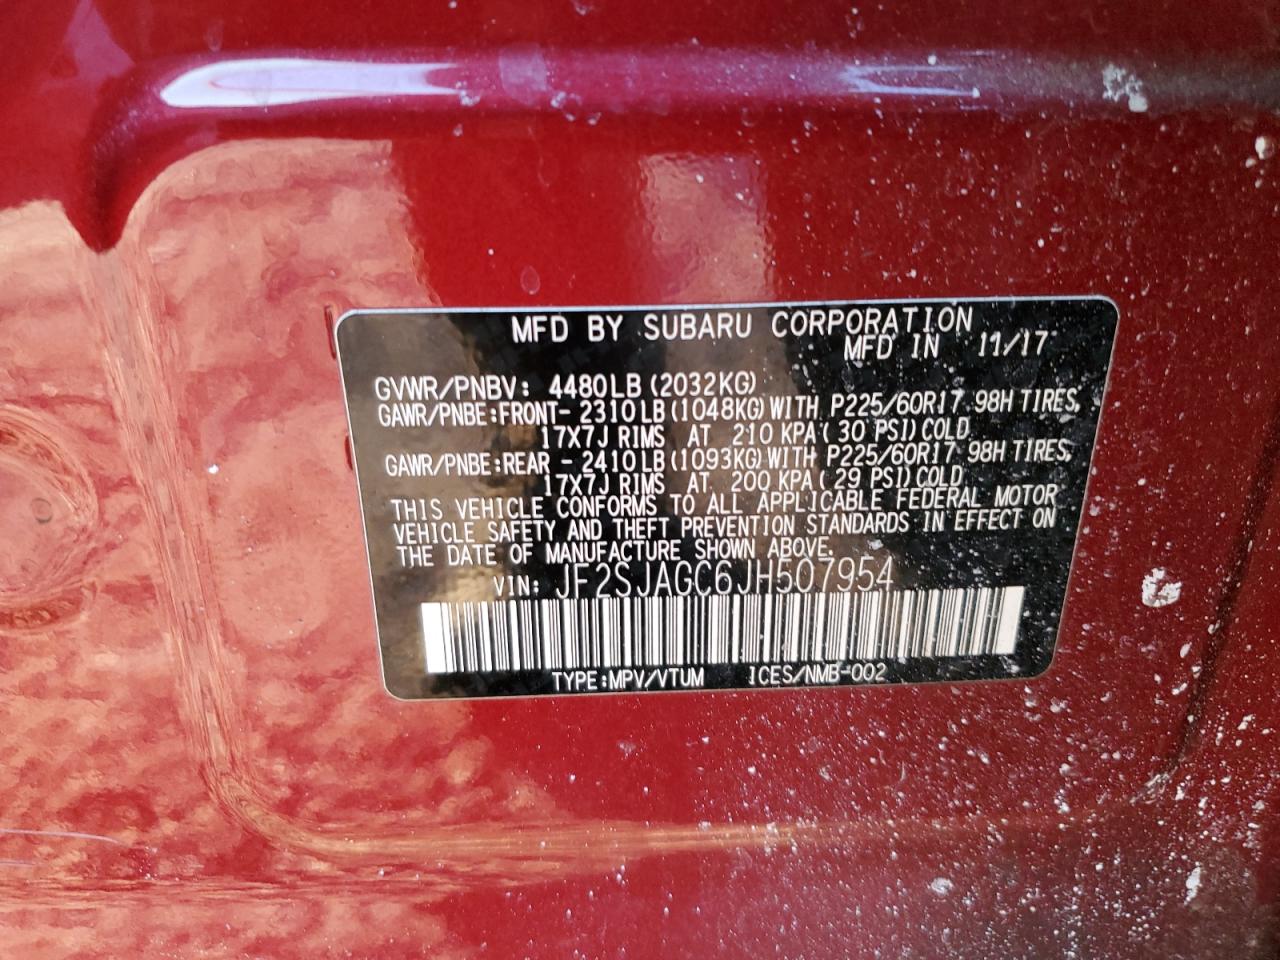 MFD BY SUBARU CORPORATION
MFD IN 11/17
GVWR/PNBV: 4480LB (2032KG)
GAWR/PNBE:FRONT- 2310LB (1048KG) WITH P225/60R17 98H TIRES,
17X7J RIMS AT 210 KPA( 30 PSI)COLD
GAWR/PNBE:REAR - 2410LB (1093KG) WITH P225/60R17 98H TIRES,
17X7J RIMS AT 200 KPA( 29 PSI)COLD
THIS VEHICLE CONFORMS TO ALL APPLICABLE FEDERAL MOTOR
VEHICLE SAFETY AND THEFT PREVENTION STANDARDS IN EFFECT ON
THE DATE OF MANUFACTURE SHOWN ABOVE.
VIN: JF2SJAGC6JH507954
TYPE:MPV/VTUM ICES/NMB-002